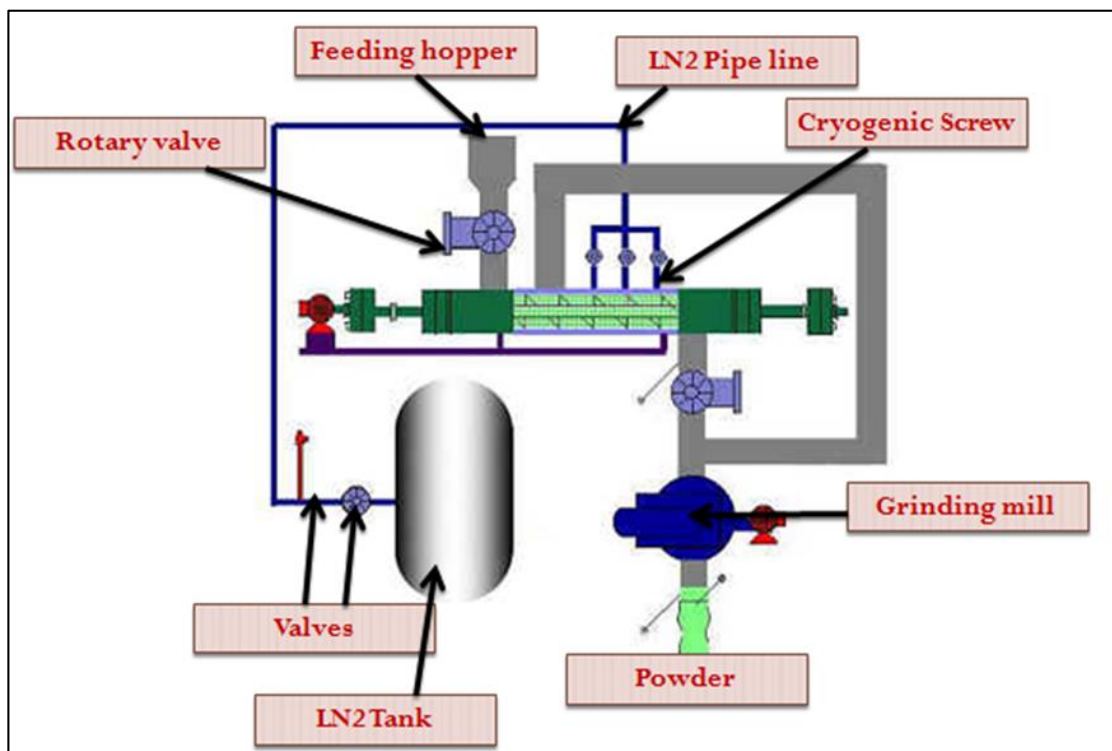 Feeding hopper
LN2 Pipe line
Rotary valve
Cryogenic Screw
Grinding mill
Valves
Powder
LN2 Tank